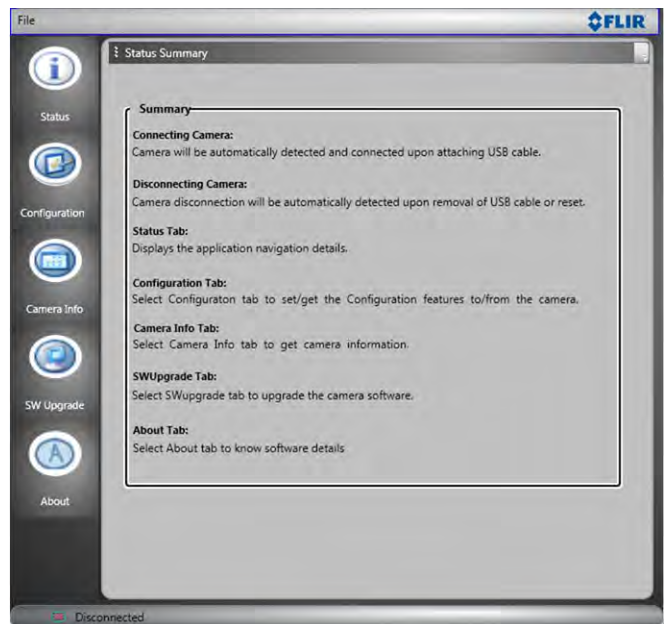 File
FLIR
Status Summary
Status
Configuration
Camera Info
SW Upgrade
About
Summary
Connecting Camera:
Camera will be automatically detected and connected upon attaching USB cable.
Disconnecting Camera:
Camera disconnection will be automatically detected upon removal of USB cable or reset.
Status Tab:
Displays the application navigation details.
Configuration Tab:
Select Configuraton tab to set/get the Configuration features to/from the camera.
Camera Info Tab:
Select Camera Info tab to get camera information.
SWUpgrade Tab:
Select SWupgrade tab to upgrade the camera software.
About Tab:
Select About tab to know software details
Disconnected